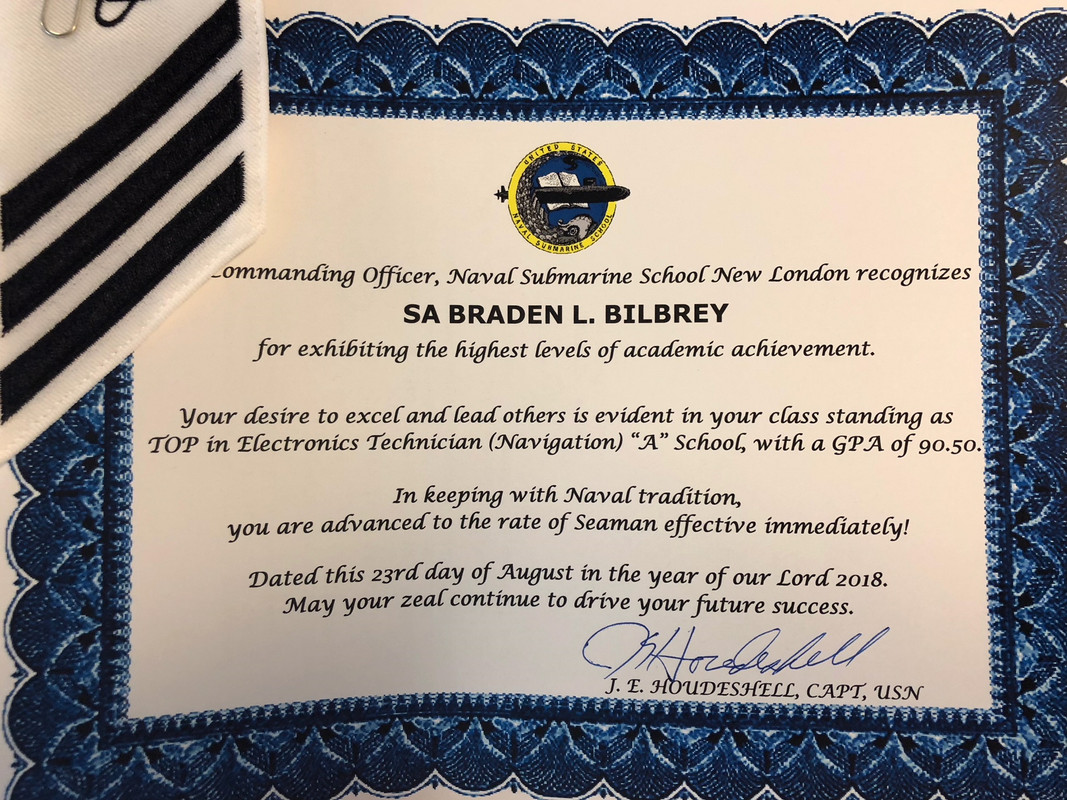 UNITED STATES
NAVAL SUBMARINE SCHOOL
Commanding Officer, Naval Submarine School New London recognizes
SA BRADEN L. BILBREY
for exhibiting the highest levels of academic achievement.
Your desire to excel and lead others is evident in your class standing as
TOP in Electronics Technician (Navigation) "A" School, with a GPA of 90.50.
In keeping with Naval tradition,
you are advanced to the rate of Seaman effective immediately!
Dated this 23rd day of August in the year of our Lord 2018.
May your zeal continue to drive your future success.
J E Houdeshell
J. E. HOUDESHELL, CAPT, USN